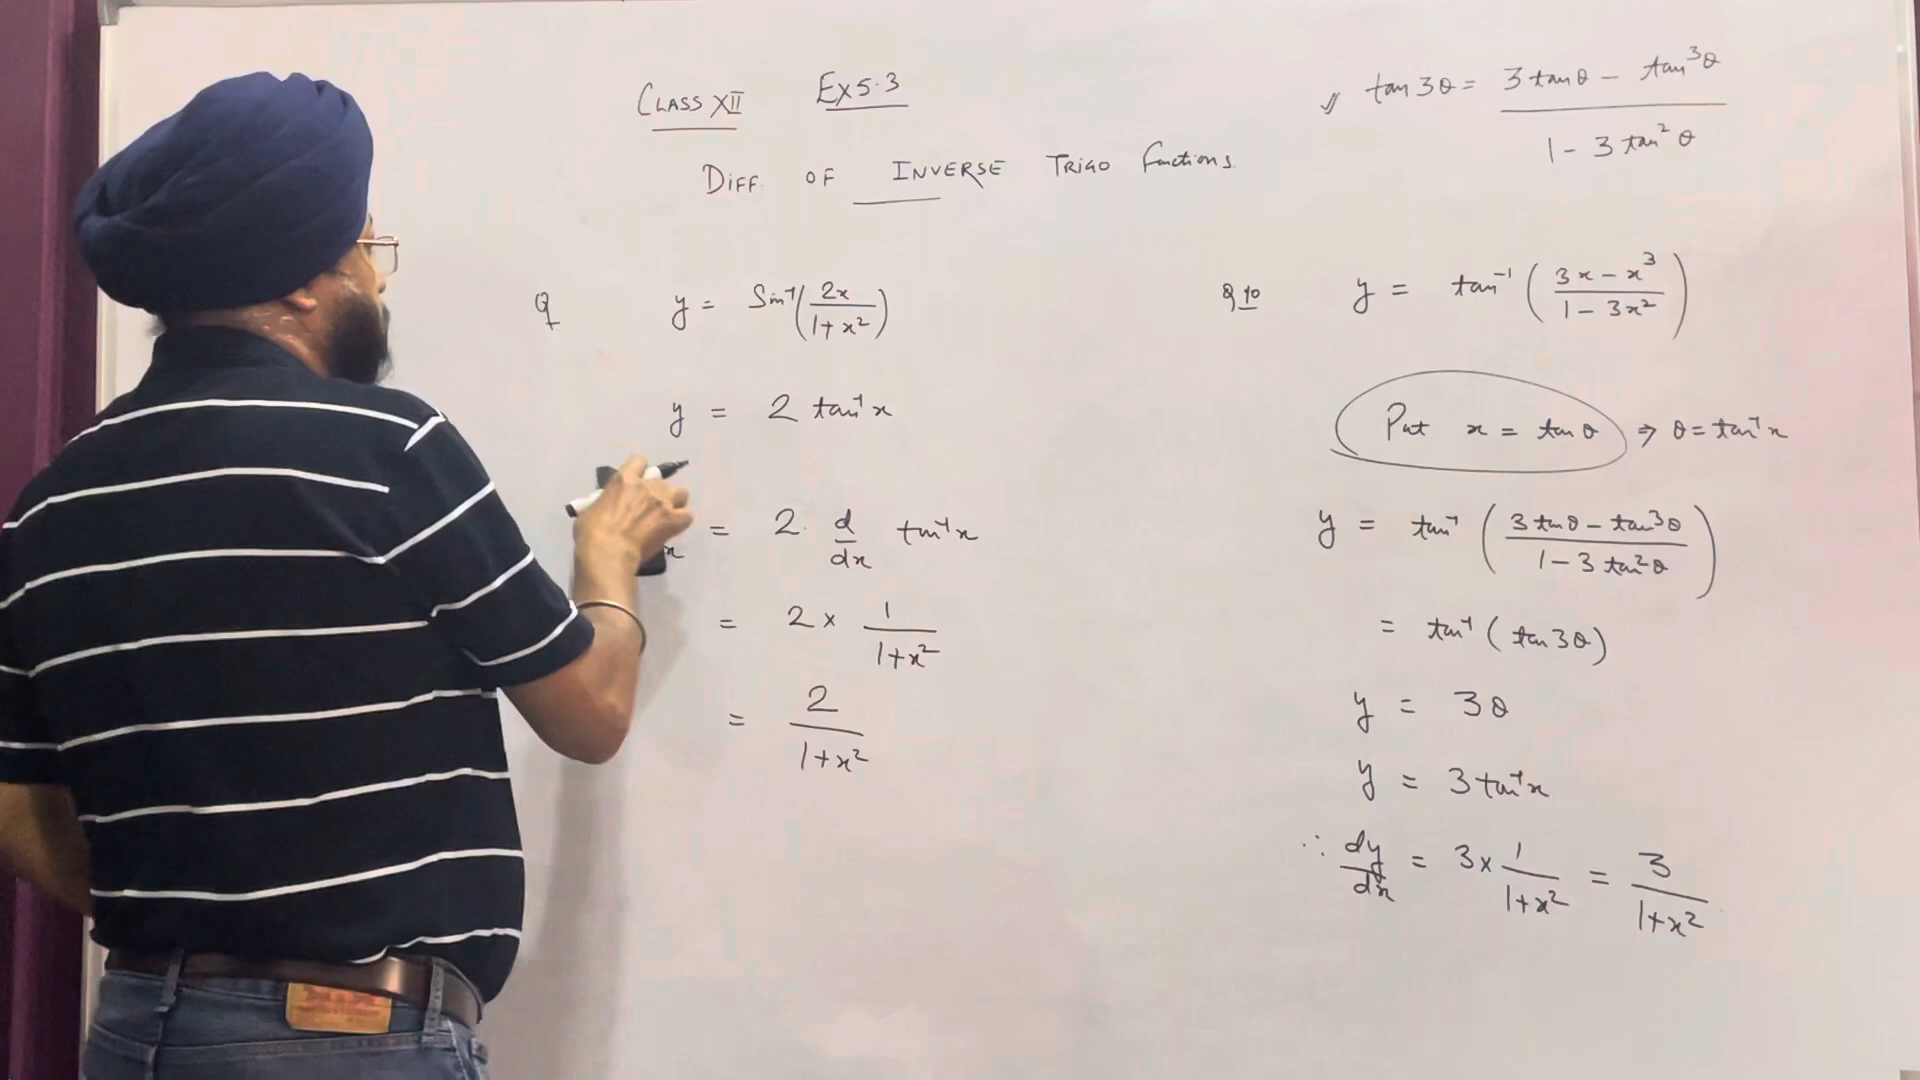 CLASS XII Ex 5.3
DIFF. OF INVERSE TRIGO Functions.
Q y = Sin⁻¹(2x/(1+x²))
y = 2 tan⁻¹x
x = 2. d/dx tan⁻¹x
= 2 × 1/(1+x²)
= 2/(1+x²)
tan 3θ = (3 tan θ − tan³θ)/(1 − 3 tan²θ)
Q 10 y = tan⁻¹((3x − x³)/(1 − 3x²))
Put x = tan θ ⇒ θ = tan⁻¹x
y = tan⁻¹((3 tan θ − tan³θ)/(1 − 3 tan²θ))
= tan⁻¹(tan 3θ)
y = 3θ
y = 3 tan⁻¹x
∴ dy/dx = 3 × 1/(1+x²) = 3/(1+x²)